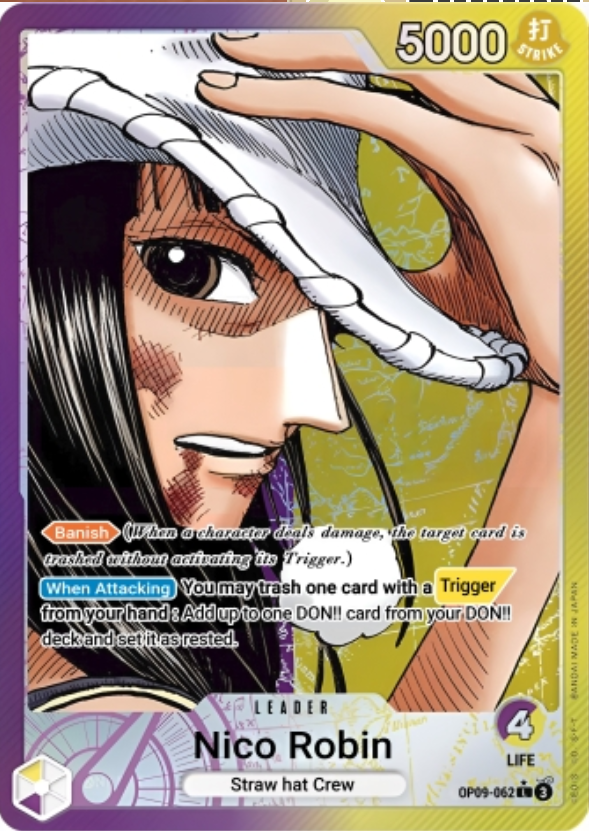 5000
打
STRIKE
Banish (When a character deals damage, the target card is
trashed without activating its Trigger.)
When Attacking You may trash one card with a Trigger
from your hand : Add up to one DON!! card from your DON!!
deck and set it as rested.
LEADER
Nico Robin
Straw hat Crew
4
LIFE
OP09-062 L 3
BANDAI MADE IN JAPAN